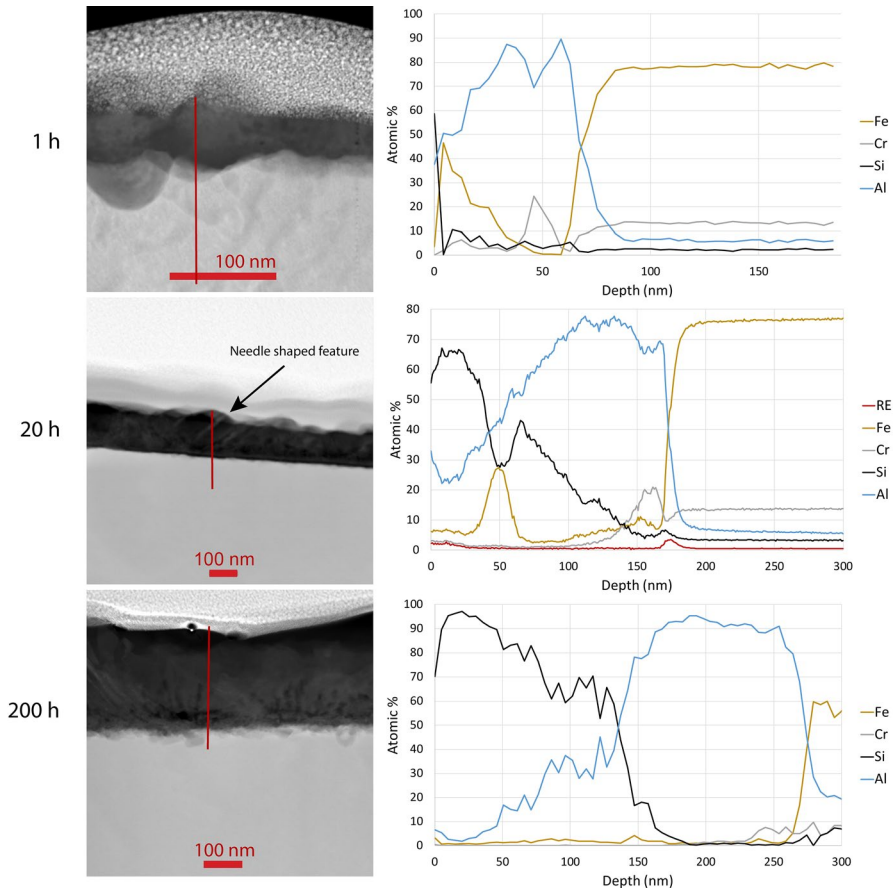 1 h
100 nm
100
90
80
70
60
50
40
30
20
10
0
Atomic %
0 50 100 150
Depth (nm)
Fe
Cr
Si
Al
20 h
Needle shaped feature
100 nm
80
70
60
50
40
30
20
10
0
Atomic %
0 50 100 150 200 250 300
Depth (nm)
RE
Fe
Cr
Si
Al
200 h
100 nm
100
90
80
70
60
50
40
30
20
10
0
Atomic %
0 50 100 150 200 250 300
Depth (nm)
Fe
Cr
Si
Al